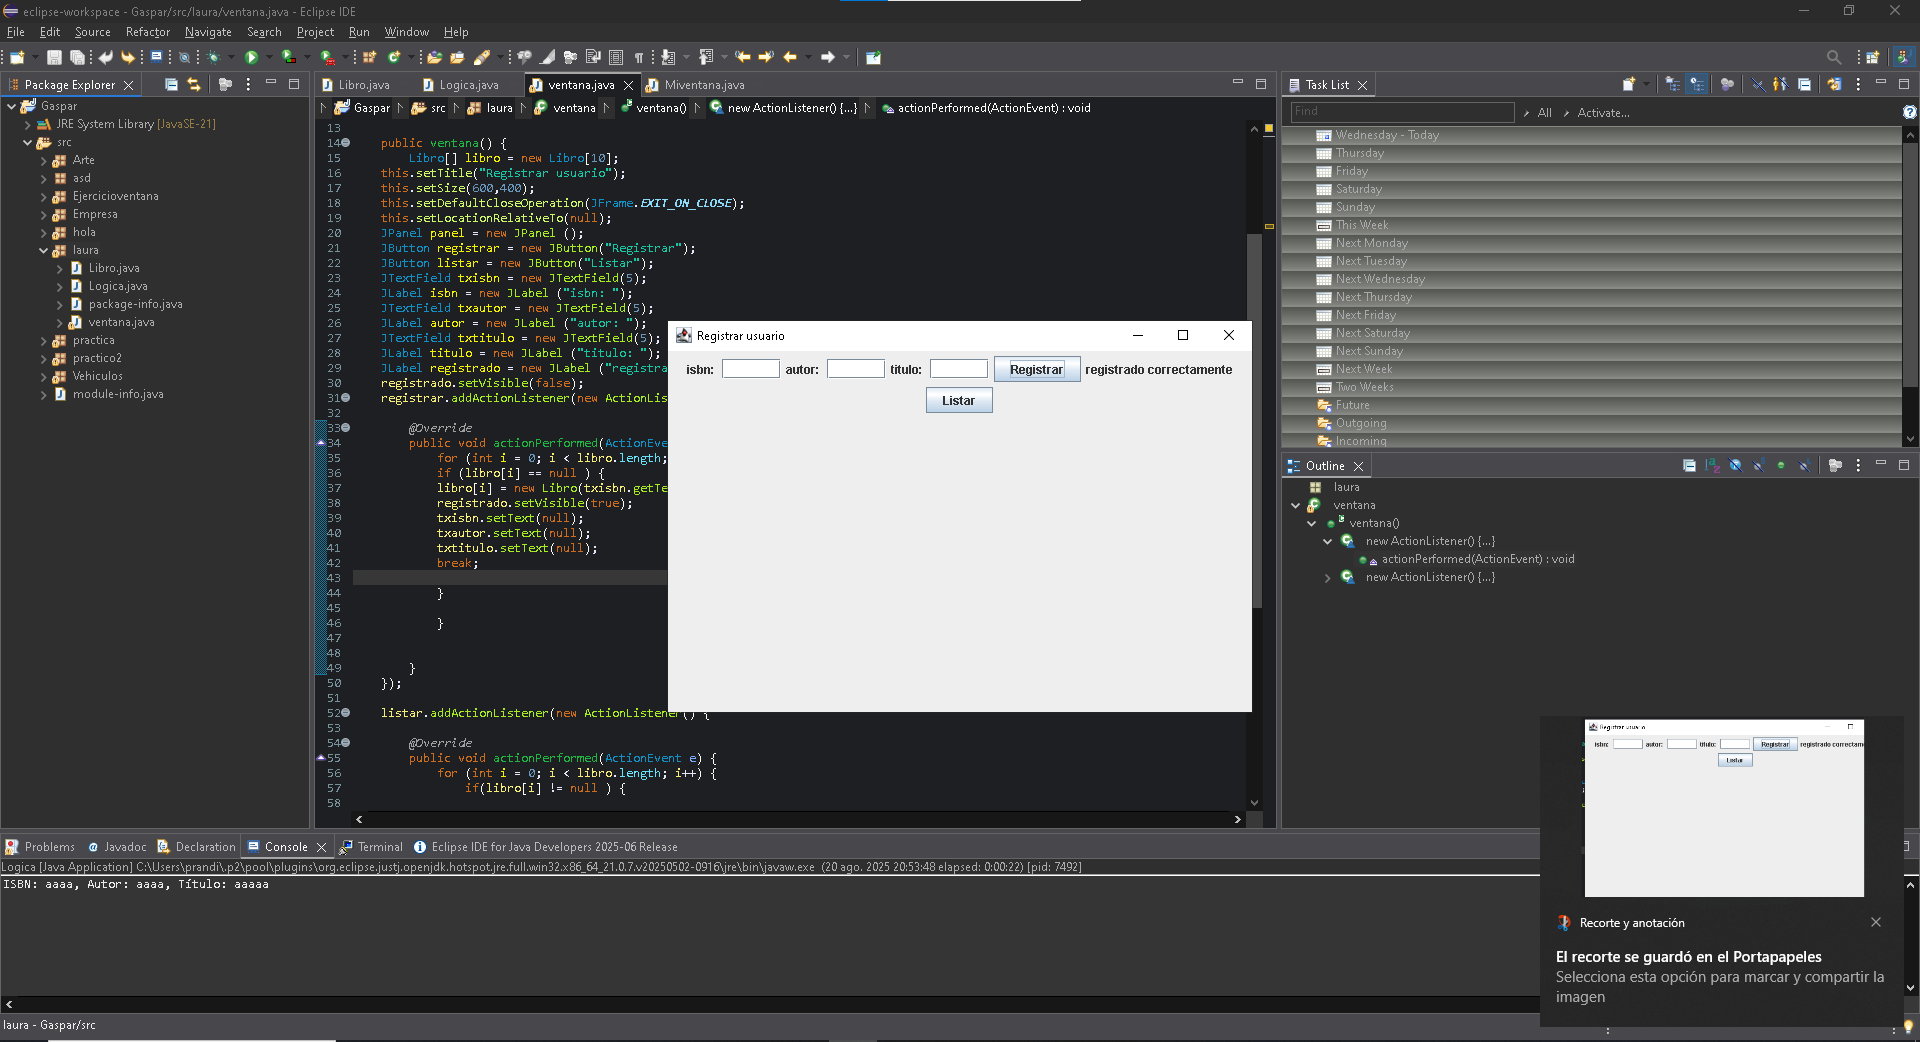 eclipse-workspace - Gaspar/src/laura/ventana.java - Eclipse IDE
File Edit Source Refactor Navigate Search Project Run Window Help
Package Explorer
Gaspar
JRE System Library [JavaSE-21]
src
Arte
asd
Ejercicioventana
Empresa
hola
laura
Libro.java
Logica.java
package-info.java
ventana.java
practica
practico2
Vehiculos
module-info.java
Libro.java Logica.java ventana.java Miventana.java
Gaspar src laura ventana ventana() new ActionListener() {...} actionPerformed(ActionEvent) : void
13
14 public ventana() {
15 Libro[] libro = new Libro[10];
16 this.setTitle("Registrar usuario");
17 this.setSize(600,400);
18 this.setDefaultCloseOperation(JFrame.EXIT_ON_CLOSE);
19 this.setLocationRelativeTo(null);
20 JPanel panel = new JPanel ();
21 JButton registrar = new JButton("Registrar");
22 JButton listar = new JButton("Listar");
23 JTextField txisbn = new JTextField(5);
24 JLabel isbn = new JLabel ("isbn: ");
25 JTextField txautor = new JTextField(5);
26 JLabel autor = new JLabel ("autor: ");
27 JTextField txtitulo = new JTextField(5);
28 JLabel titulo = new JLabel ("titulo: ");
29 JLabel registrado = new JLabel ("registra
30 registrado.setVisible(false);
31 registrar.addActionListener(new ActionLis
32
33 @Override
34 public void actionPerformed(ActionEve
35 for (int i = 0; i < libro.length;
36 if (libro[i] == null ) {
37 libro[i] = new Libro(txisbn.getTe
38 registrado.setVisible(true);
39 txisbn.setText(null);
40 txautor.setText(null);
41 txtitulo.setText(null);
42 break;
43
44 }
45
46 }
47
48
49 }
50 });
51
52 listar.addActionListener(new ActionListener() {
53
54 @Override
55 public void actionPerformed(ActionEvent e) {
56 for (int i = 0; i < libro.length; i++) {
57 if(libro[i] != null ) {
58
Registrar usuario
isbn: autor: titulo: Registrar registrado correctamente
Listar
Task List
Find All Activate...
Wednesday - Today
Thursday
Friday
Saturday
Sunday
This Week
Next Monday
Next Tuesday
Next Wednesday
Next Thursday
Next Friday
Next Saturday
Next Sunday
Next Week
Two Weeks
Future
Outgoing
Incoming
Outline
laura
ventana
ventana()
new ActionListener() {...}
actionPerformed(ActionEvent) : void
new ActionListener() {...}
Problems Javadoc Declaration Console Terminal Eclipse IDE for Java Developers 2025-06 Release
Logica [Java Application] C:\Users\prandi\.p2\pool\plugins\org.eclipse.justj.openjdk.hotspot.jre.full.win32.x86_64_21.0.7.v20250502-0916\jre\bin\javaw.exe (20 ago. 2025 20:53:48 elapsed: 0:00:22) [pid: 7492]
ISBN: aaaa, Autor: aaaa, Título: aaaaa
Registrar usuario
isbn: autor: titulo: Registrar registrado correctame
Listar
Recorte y anotación
El recorte se guardó en el Portapapeles
Selecciona esta opción para marcar y compartir la
imagen
laura - Gaspar/src